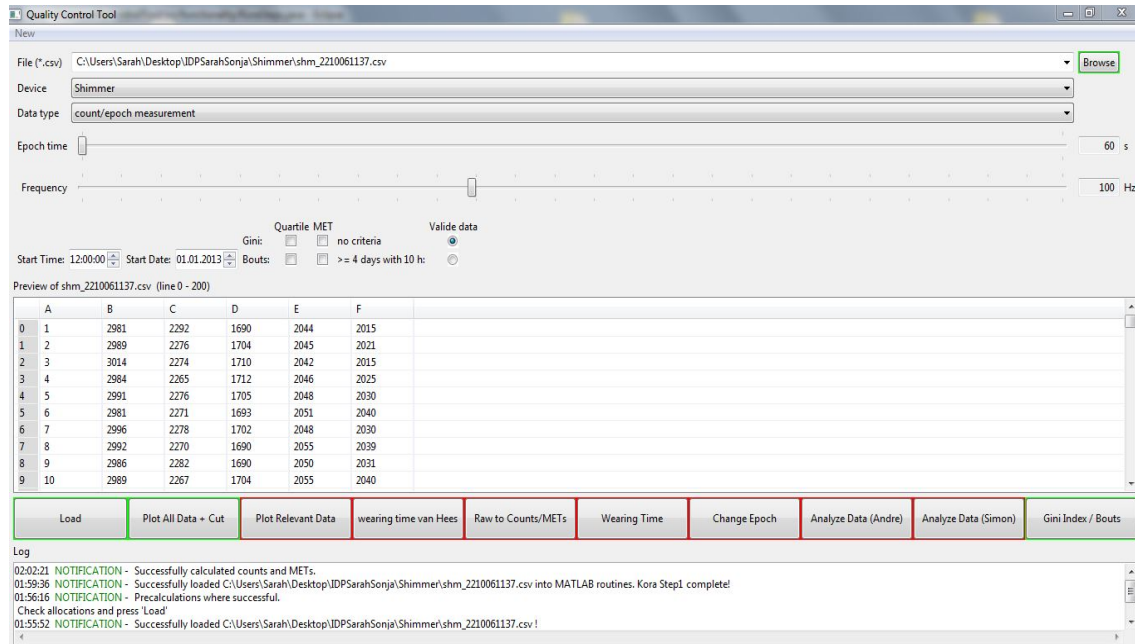 Quality Control Tool
New
File (*.csv) C:\Users\Sarah\Desktop\IDPSarahSonja\Shimmer\shm_2210061137.csv Browse
Device Shimmer
Data type count/epoch measurement
Epoch time 60 s
Frequency 100 Hz
Quartile MET Valide data
Gini: no criteria
Start Time: 12:00:00 Start Date: 01.01.2013 Bouts: >= 4 days with 10 h:
Preview of shm_2210061137.csv (line 0 - 200)
A B C D E F
0 1 2981 2292 1690 2044 2015
1 2 2989 2276 1704 2045 2021
2 3 3014 2274 1710 2042 2015
3 4 2984 2265 1712 2046 2025
4 5 2991 2276 1705 2048 2030
5 6 2981 2271 1693 2051 2040
6 7 2996 2278 1702 2048 2030
7 8 2992 2270 1690 2055 2039
8 9 2986 2282 1690 2050 2031
9 10 2989 2267 1704 2055 2040
Load Plot All Data + Cut Plot Relevant Data wearing time van Hees Raw to Counts/METs Wearing Time Change Epoch Analyze Data (Andre) Analyze Data (Simon) Gini Index / Bouts
Log
02:02:21 NOTIFICATION - Successfully calculated counts and METs.
01:59:36 NOTIFICATION - Successfully loaded C:\Users\Sarah\Desktop\IDPSarahSonja\Shimmer\shm_2210061137.csv into MATLAB routines. Kora Step1 complete!
01:56:16 NOTIFICATION - Precalculations where successful.
Check allocations and press 'Load'
01:55:52 NOTIFICATION - Successfully loaded C:\Users\Sarah\Desktop\IDPSarahSonja\Shimmer\shm_2210061137.csv !